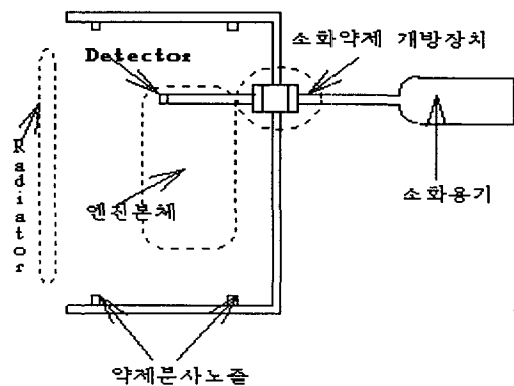 소화약제 개방장치
Detector
Radiator
소화용기
엔진본체
약제분사노즐